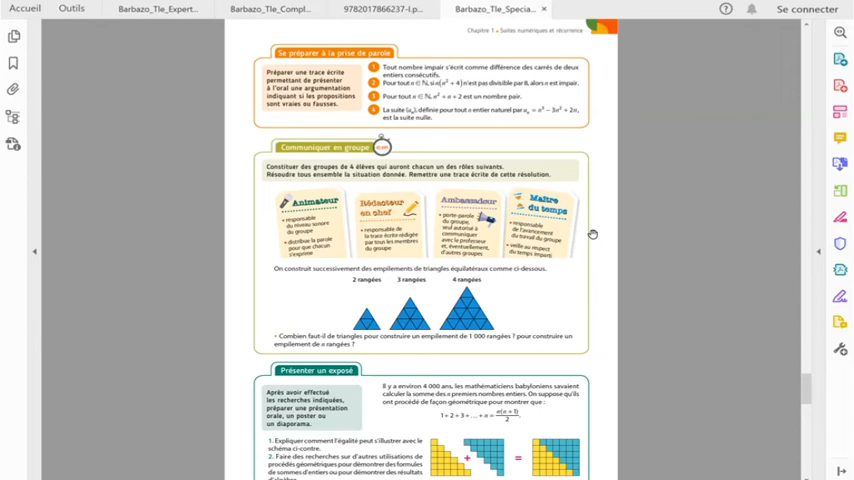 Accueil Outils Barbazo_Tle_Expert... Barbazo_Tle_Compl... 9782017866237-I.p... Barbazo_Tle_Specia... × Se connecter
Chapitre 1 • Suites numériques et récurrence
Se préparer à la prise de parole
Préparer une trace écrite
permettant de présenter
à l'oral une argumentation
indiquant si les propositions
sont vraies ou fausses.
1 Tout nombre impair s'écrit comme différence des carrés de deux
entiers consécutifs.
2 Pour tout n ∈ ℕ, si n(n² + 4) n'est pas divisible par 8, alors n est impair.
3 Pour tout n ∈ ℕ, n² + n + 2 est un nombre pair.
4 La suite (uₙ), définie pour tout n entier naturel par uₙ = n³ − 3n² + 2n,
est la suite nulle.
Communiquer en groupe
Constituer des groupes de 4 élèves qui auront chacun un des rôles suivants.
Résoudre tous ensemble la situation donnée. Remettre une trace écrite de cette résolution.
Animateur
• responsable
du niveau sonore
du groupe
• distribue la parole
pour que chacun
s'exprime
Rédacteur
en chef
• responsable de
la trace écrite rédigée
par tous les membres
du groupe
Ambassadeur
• porte-parole
du groupe,
seul autorisé à
communiquer
avec le professeur
et, éventuellement,
d'autres groupes
Maître
du temps
• responsable
de l'avancement
du travail du groupe
• veille au respect
du temps imparti
On construit successivement des empilements de triangles équilatéraux comme ci-dessous.
2 rangées 3 rangées 4 rangées
• Combien faut-il de triangles pour construire un empilement de 1 000 rangées ? pour construire un
empilement de n rangées ?
Présenter un exposé
Après avoir effectué
les recherches indiquées,
préparer une présentation
orale, un poster ou
un diaporama.
Il y a environ 4 000 ans, les mathématiciens babyloniens savaient
calculer la somme des n premiers nombres entiers. On suppose qu'ils
ont procédé de façon géométrique pour montrer que :
1 + 2 + 3 + ... + n = n(n + 1)/2.
1. Expliquer comment l'égalité peut s'illustrer avec le
schéma ci-contre.
2. Faire des recherches sur d'autres utilisations de
procédés géométriques pour démontrer des formules
de sommes d'entiers ou pour démontrer des résultats
+ =